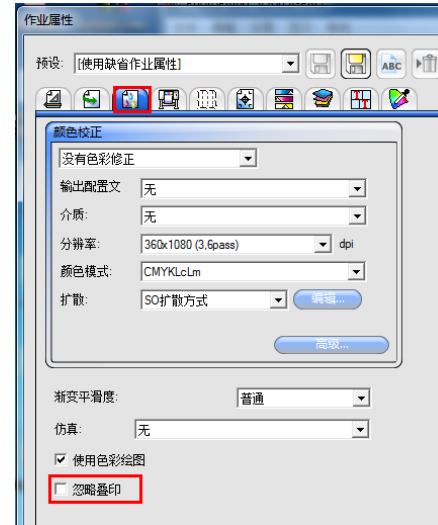 作业属性
预设: [使用缺省作业属性]
ABC
颜色校正
没有色彩修正
输出配置文 无
介质: 无
分辨率: 360x1080 (3,6pass) dpi
颜色模式: CMYKLcLm
扩散: SO扩散方式 编辑...
高级...
渐变平滑度: 普通
仿真: 无
使用色彩绘图
忽略叠印